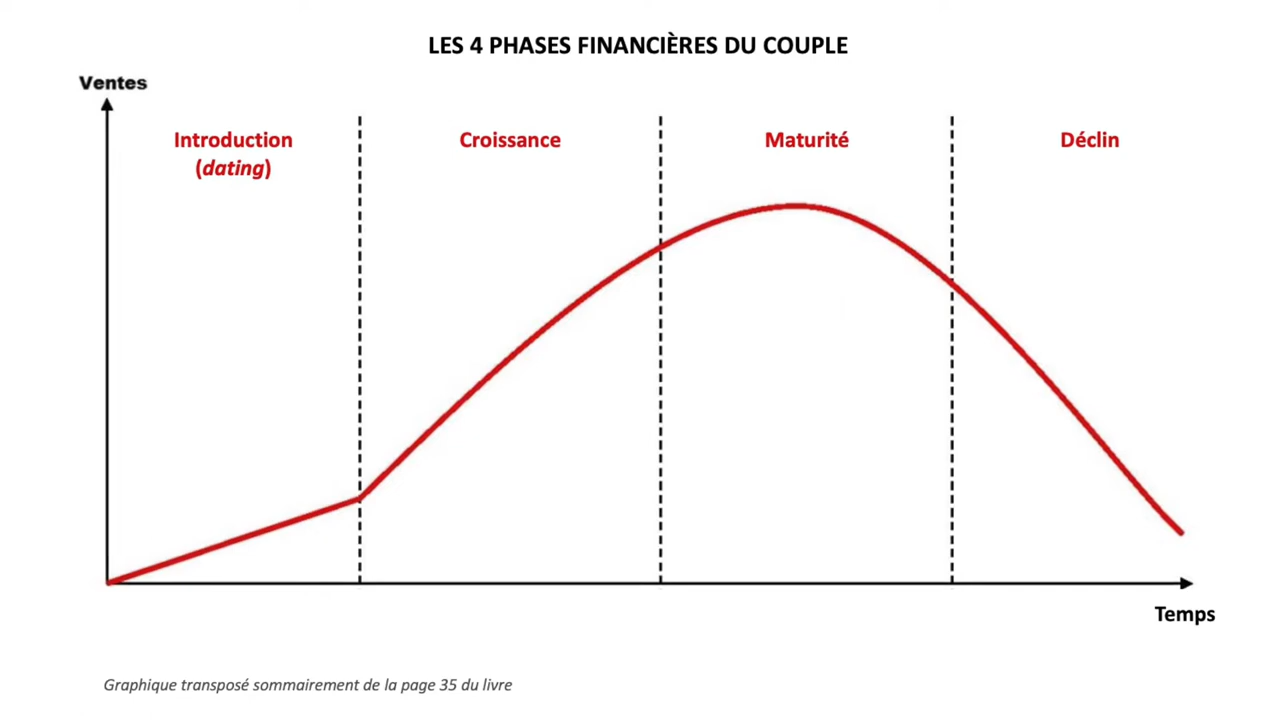 LES 4 PHASES FINANCIÈRES DU COUPLE
Ventes
Introduction
(dating)
Croissance
Maturité
Déclin
Temps
Graphique transposé sommairement de la page 35 du livre